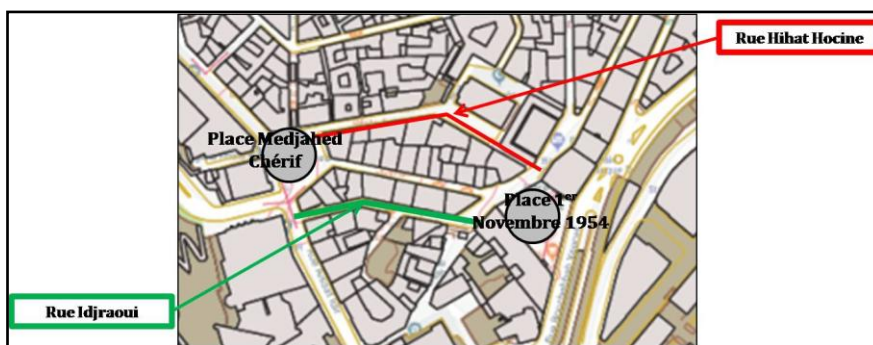 Rue Hihat Hocine
Place Medjahed
Chérif
Place 1er
Novembre 1954
Rue Idjraoui